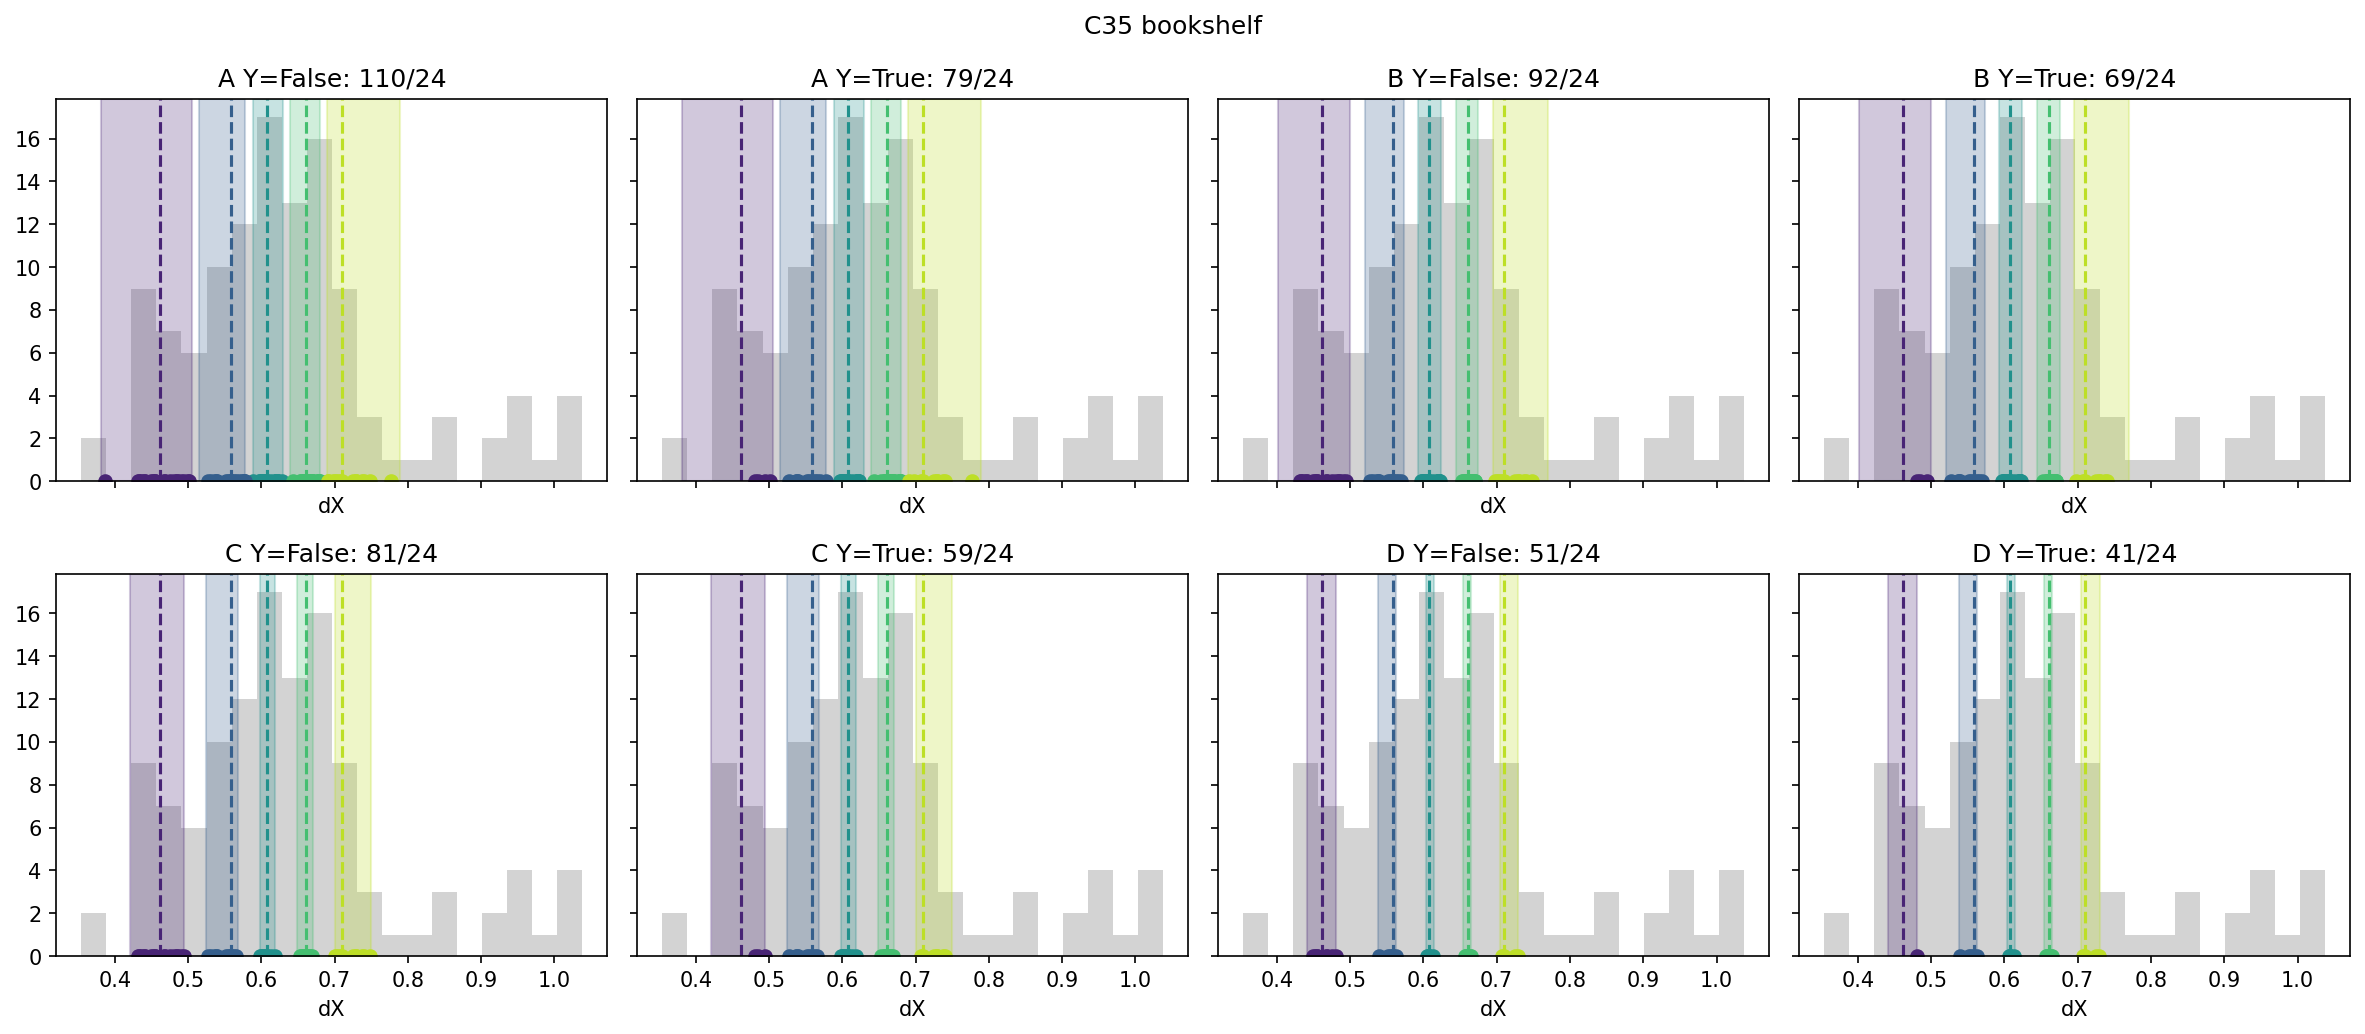 C35 bookshelf
A Y=False: 110/24
A Y=True: 79/24
B Y=False: 92/24
B Y=True: 69/24
16
14
12
10
8
6
4
2
0
dX
dX
dX
dX
C Y=False: 81/24
C Y=True: 59/24
D Y=False: 51/24
D Y=True: 41/24
16
14
12
10
8
6
4
2
0
0.4 0.5 0.6 0.7 0.8 0.9 1.0
0.4 0.5 0.6 0.7 0.8 0.9 1.0
0.4 0.5 0.6 0.7 0.8 0.9 1.0
0.4 0.5 0.6 0.7 0.8 0.9 1.0
dX
dX
dX
dX